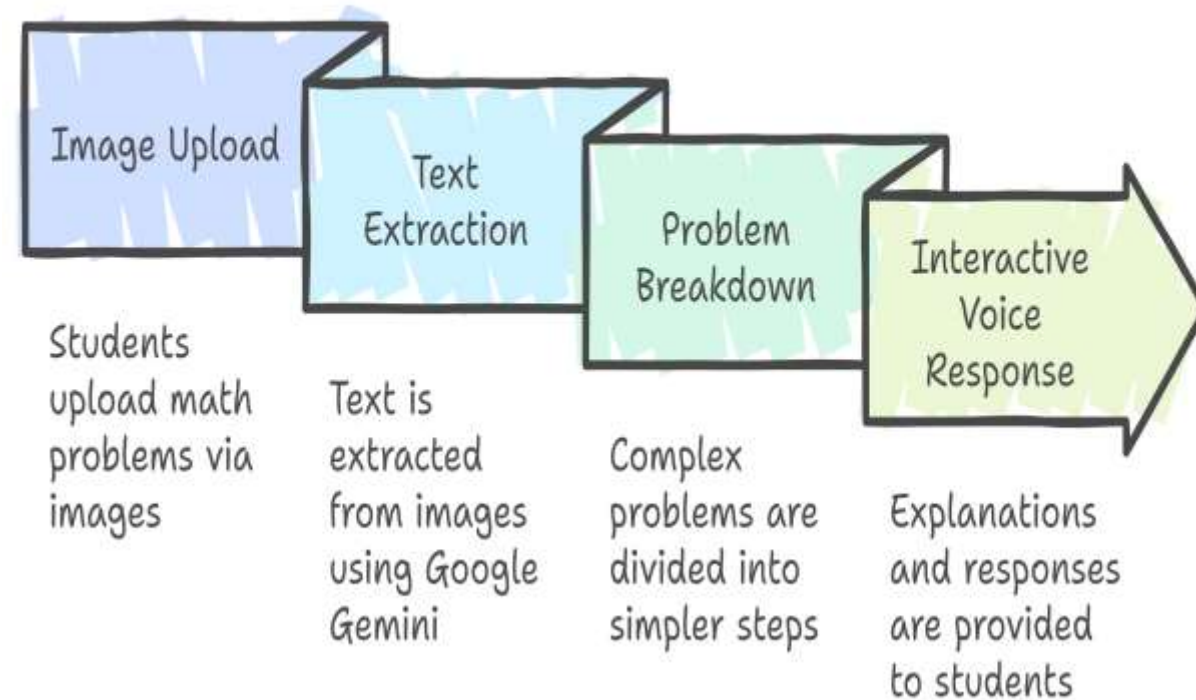 Image Upload
Text
Extraction
Problem
Breakdown
Interactive
Voice
Response
Students
upload math
problems via
images
Text is
extracted
from images
using Google
Gemini
Complex
problems are
divided into
simpler steps
Explanations
and responses
are provided
to students